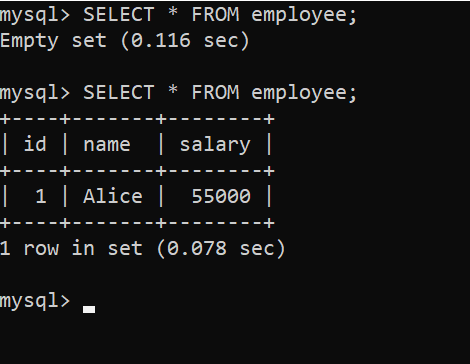 mysql> SELECT * FROM employee;
Empty set (0.116 sec)
mysql> SELECT * FROM employee;
+----+-------+--------+
| id | name  | salary |
+----+-------+--------+
|  1 | Alice |  55000 |
+----+-------+--------+
1 row in set (0.078 sec)
mysql>